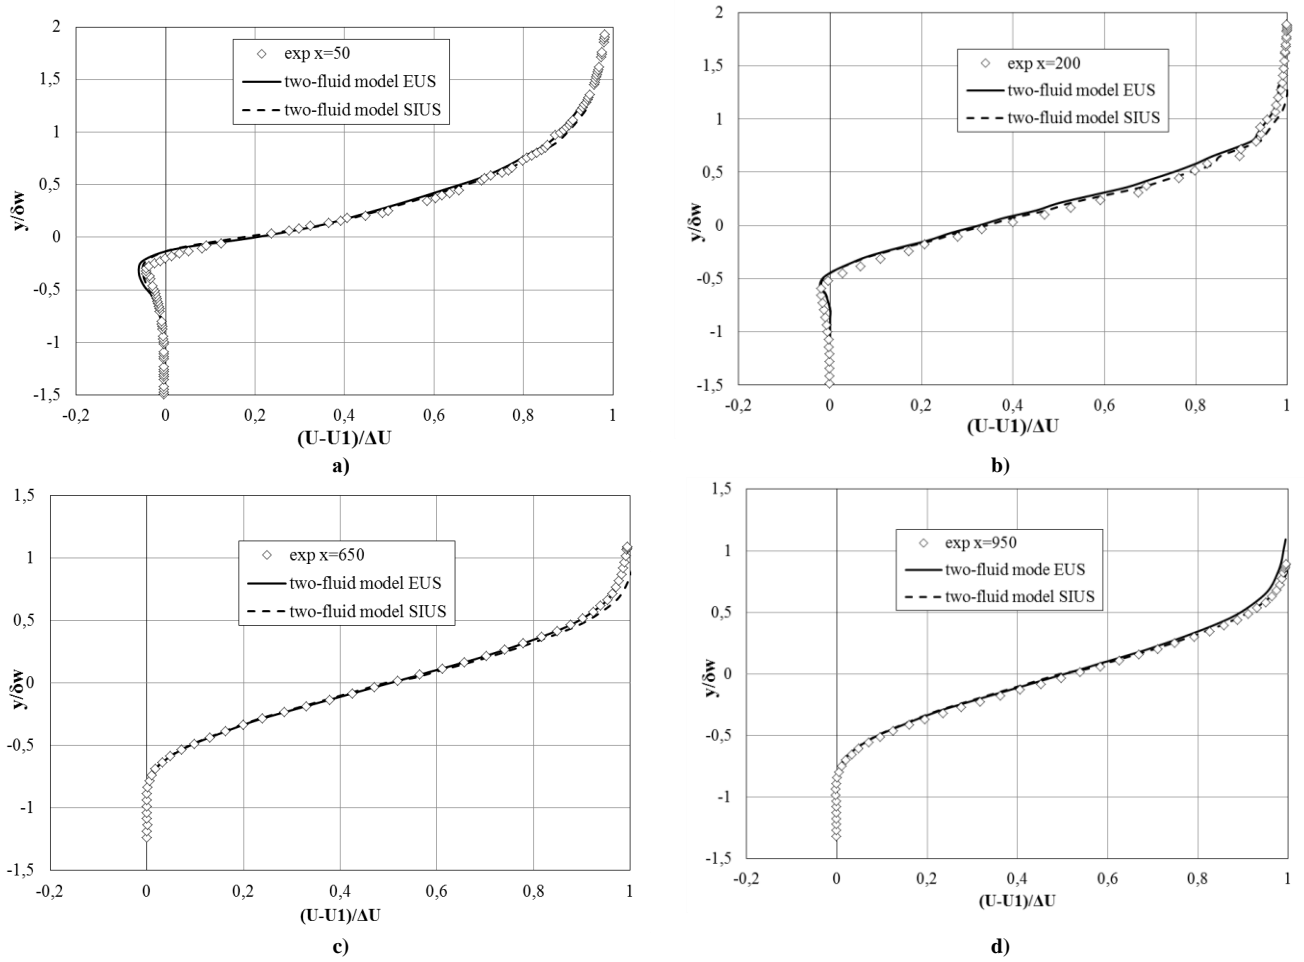 2
1,5
1
0,5
0
-0,5
-1
-1,5
y/δw
exp x=50
two-fluid model EUS
two-fluid model SIUS
-0,2 0 0,2 0,4 0,6 0,8 1
(U-U1)/ΔU
a)
2
1,5
1
0,5
0
-0,5
-1
-1,5
y/δw
exp x=200
two-fluid model EUS
two-fluid model SIUS
-0,2 0 0,2 0,4 0,6 0,8 1
(U-U1)/ΔU
b)
1,5
1
0,5
0
-0,5
-1
-1,5
y/δw
exp x=650
two-fluid model EUS
two-fluid model SIUS
-0,2 0 0,2 0,4 0,6 0,8 1
(U-U1)/ΔU
c)
1,5
1
0,5
0
-0,5
-1
-1,5
y/δw
exp x=950
two-fluid mode EUS
two-fluid model SIUS
-0,2 0 0,2 0,4 0,6 0,8 1
(U-U1)/ΔU
d)